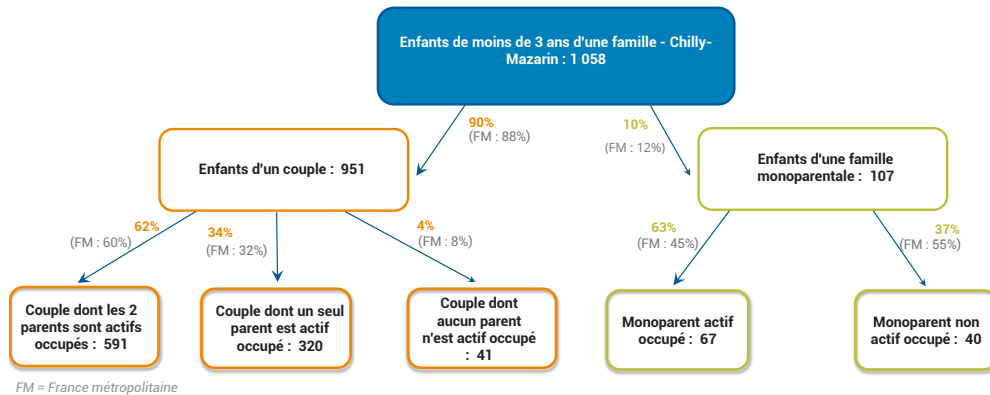 Enfants de moins de 3 ans d'une famille - Chilly-
Mazarin : 1 058
90%
(FM : 88%)
10%
(FM : 12%)
Enfants d'un couple : 951
Enfants d'une famille
monoparentale : 107
62%
(FM : 60%)
34%
(FM : 32%)
4%
(FM : 8%)
63%
(FM : 45%)
37%
(FM : 55%)
Couple dont les 2
parents sont actifs
occupés : 591
Couple dont un seul
parent est actif
occupé : 320
Couple dont
aucun parent
n'est actif occupé
: 41
Monoparent actif
occupé : 67
Monoparent non
actif occupé : 40
FM = France métropolitaine